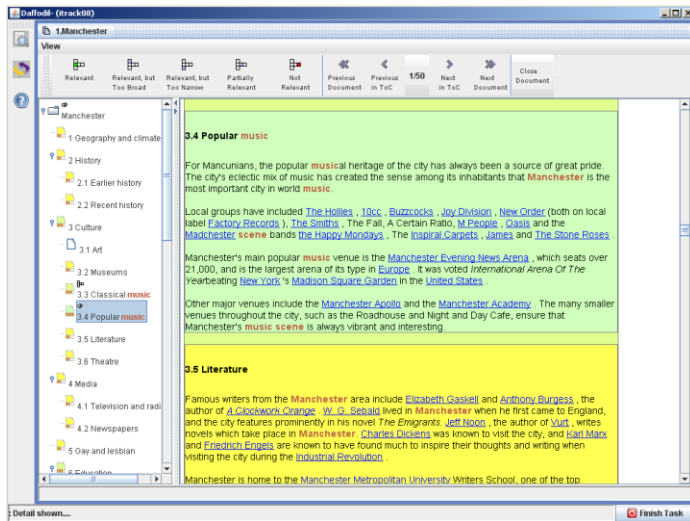 Daffodil- (itrack08)
1.Manchester
View
Relevant
Relevant, but
Too Broad
Relevant, but
Too Narrow
Partially
Relevant
Not
Relevant
Previous
Document
Previous
in ToC
1/50
Next
in ToC
Next
Document
Close
Document
Manchester
1 Geography and climate
2 History
2.1 Earlier history
2.2 Recent history
3 Culture
3.1 Art
3.2 Museums
3.3 Classical music
3.4 Popular music
3.5 Literature
3.6 Theatre
4 Media
4.1 Television and radi
4.2 Newspapers
5 Gay and lesbian
6 Education
3.4 Popular music
For Mancunians, the popular musical heritage of the city has always been a source of great pride.
The city's eclectic mix of music has created the sense among its inhabitants that Manchester is the
most important city in world music.
Local groups have included The Hollies , 10cc , Buzzcocks , Joy Division , New Order (both on local
label Factory Records ), The Smiths , The Fall, A Certain Ratio, M People , Oasis and the
Madchester scene bands the Happy Mondays , The Inspiral Carpets , James and The Stone Roses .
Manchester's main popular music venue is the Manchester Evening News Arena , which seats over
21,000, and is the largest arena of its type in Europe . It was voted International Arena Of The
Yearbeating New York 's Madison Square Garden in the United States .
Other major venues include the Manchester Apollo and the Manchester Academy . The many smaller
venues throughout the city, such as the Roadhouse and Night and Day Cafe, ensure that
Manchester's music scene is always vibrant and interesting.
3.5 Literature
Famous writers from the Manchester area include Elizabeth Gaskell and Anthony Burgess , the
author of A Clockwork Orange . W. G. Sebald lived in Manchester when he first came to England,
and the city features prominently in his novel The Emigrants. Jeff Noon , the author of Vurt , writes
novels which take place in Manchester. Charles Dickens was known to visit the city, and Karl Marx
and Friedrich Engels are known to have found much to inspire their thoughts and writing when
visiting the city during the Industrial Revolution .
Manchester is home to the Manchester Metropolitan University Writers School, one of the top
: Detail shown....
Finish Task